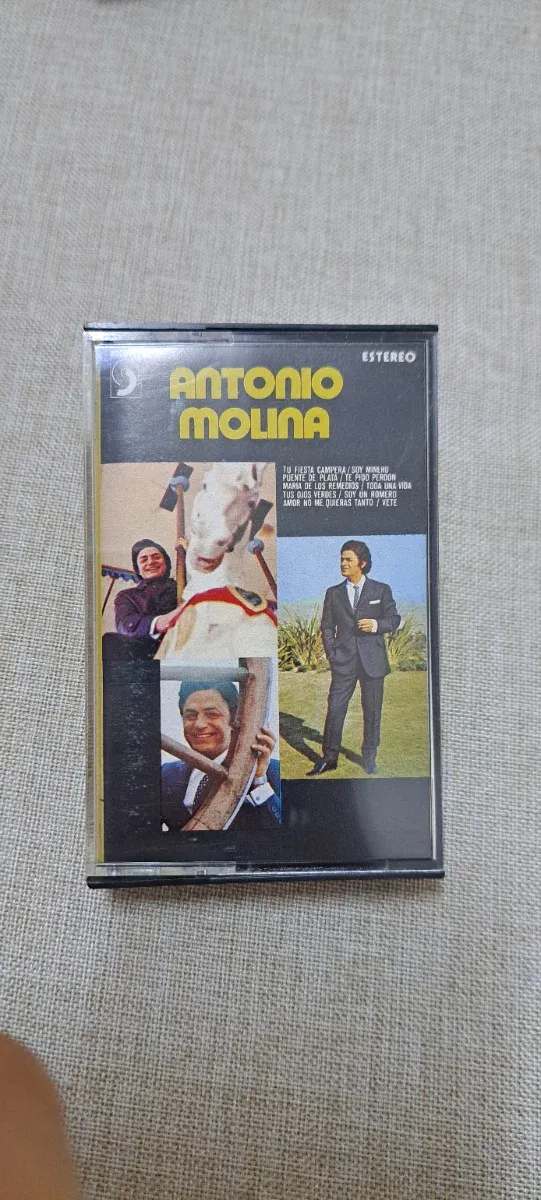 ESTEREO
ANTONIO
MOLINA
TU FIESTA CAMPERA / SOY MINERO
PUENTE DE PLATA / TE PIDO PERDON
MARIA DE LOS REMEDIOS / TODA UNA VIDA
TUS OJOS VERDES / SOY UN ROMERO
AMOR NO ME QUIERAS TANTO / VETE